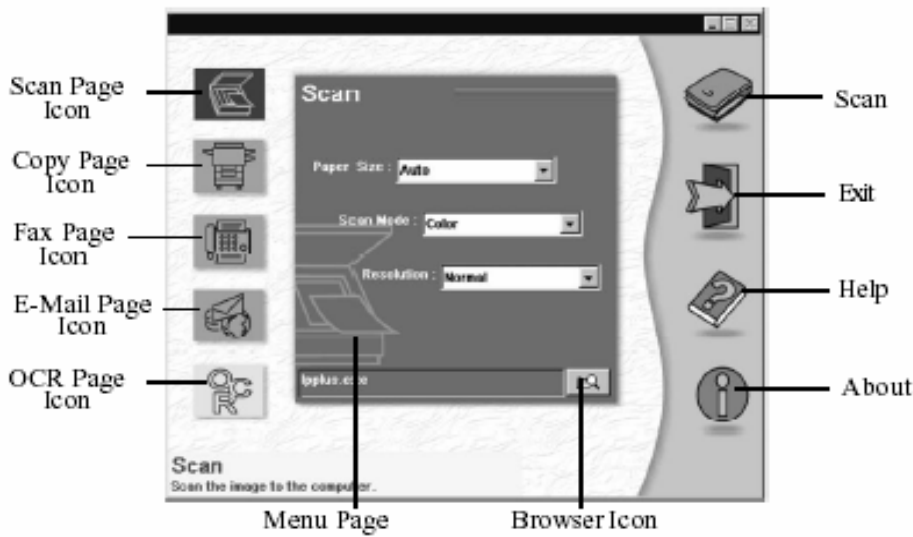 Scan Page
Icon
Copy Page
Icon
Fax Page
Icon
E-Mail Page
Icon
OCR Page
Icon
Scan
Paper Size :
Auto
Scan Mode :
Color
Resolution :
Normal
lpplus.exe
OCR
Scan
Exit
Help
About
Scan
Scan the image to the computer.
Menu Page
Browser Icon